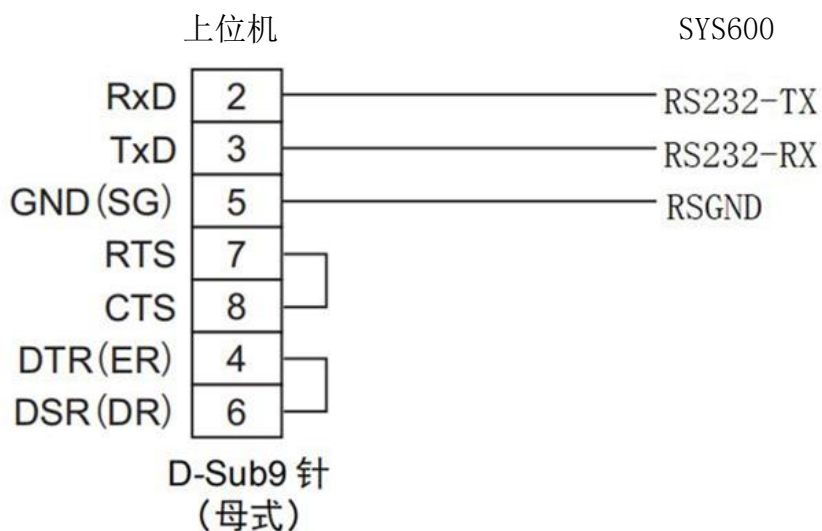 上位机 SYS600
RxD 2 RS232-TX
TxD 3 RS232-RX
GND(SG) 5 RSGND
RTS 7
CTS 8
DTR(ER) 4
DSR(DR) 6
D-Sub9 针
(母式)